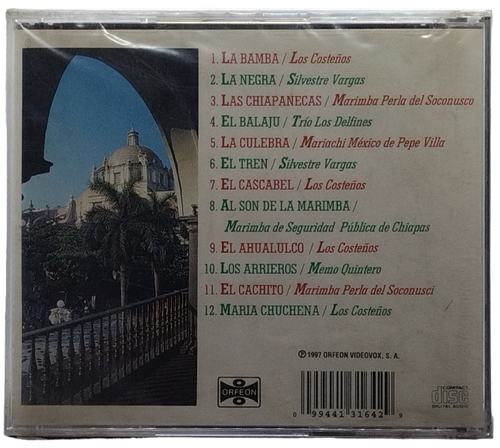 1. LA BAMBA / Los Costeños
2. LA NEGRA / Silvestre Vargas
3. LAS CHIAPANECAS / Marimba Perla del Soconusco
4. EL BALAJU / Trío Los Delfines
5. LA CULEBRA / Mariachi México de Pepe Villa
6. EL TREN / Silvestre Vargas
7. EL CASCABEL / Los Costeños
8. AL SON DE LA MARIMBA /
Marimba de Seguridad Pública de Chiapas
9. EL AHUALULCO / Los Costeños
10. LOS ARRIEROS / Memo Quintero
11. EL CACHITO / Marimba Perla del Soconusci
12. MARIA CHUCHENA / Los Costeños
℗ 1997 ORFEON VIDEOVOX, S. A.
ORFEON
0 99441 31642 9
COMPACT
disc
DIGITAL AUDIO